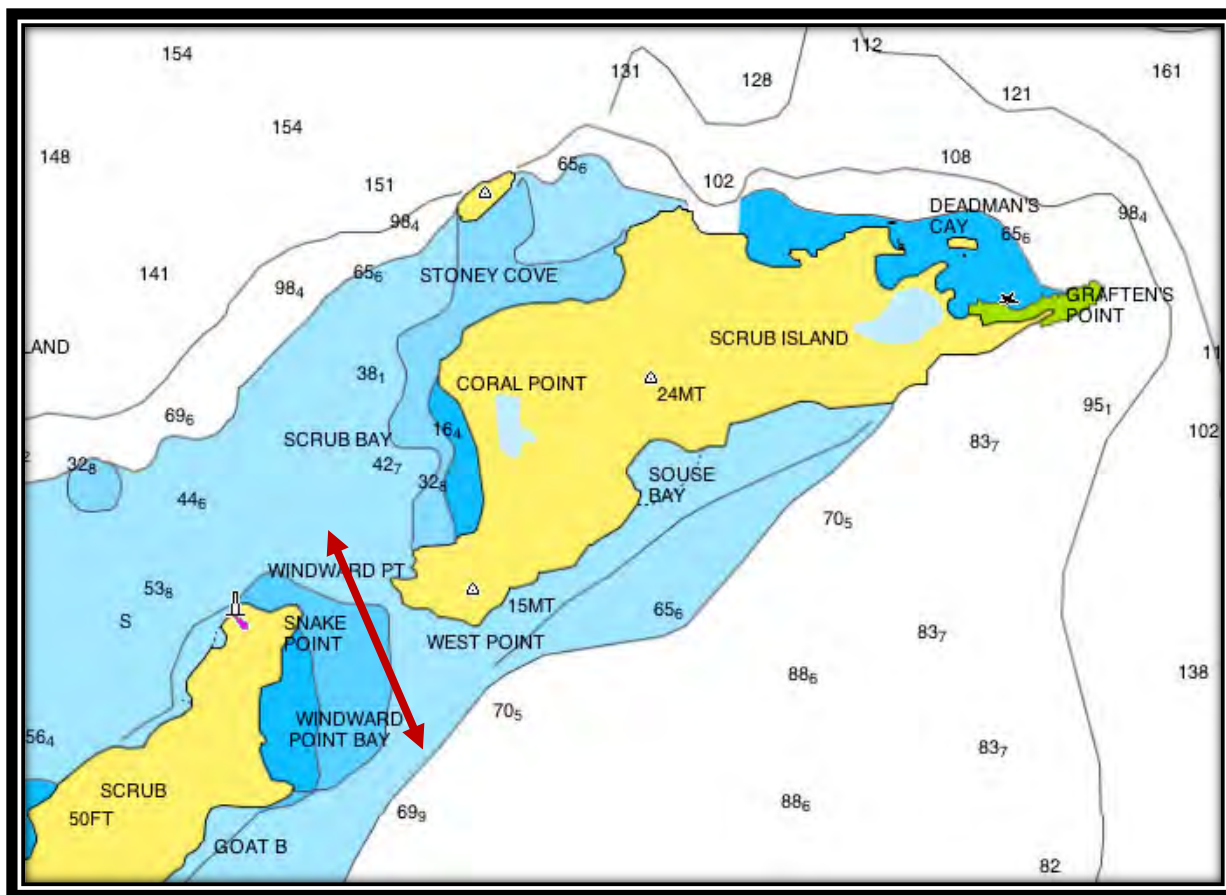 154
112
131
128
161
121
154
148
65₆
108
151
102
DEADMAN'S
CAY
98₄
98₄
65₆
141
65₆
STONEY COVE
98₄
GRAFTEN'S
POINT
LAND
SCRUB ISLAND
11
38₁
CORAL POINT
24MT
95₁
69₆
16₄
102
SCRUB BAY
83₇
32₈
42₇
32₈
SOUSE
BAY
44₆
70₅
WINDWARD PT
53₈
15MT
65₆
S
SNAKE
POINT
83₇
WEST POINT
88₆
138
70₅
WINDWARD
POINT BAY
56₄
83₇
SCRUB
88₆
50FT
69₉
GOAT B
82